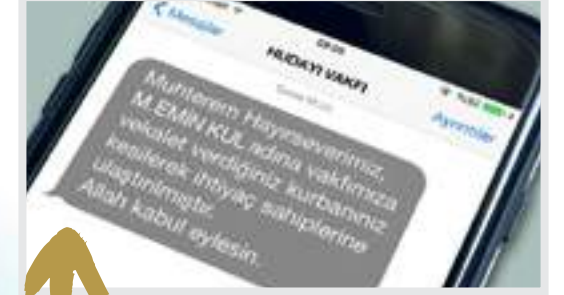 Mesajlar
HÜDAYİ VAKFI
Ayrıntılar
Muhterem Hayırseverimiz,
M.EMİN KUL adına vakfımıza
vekalet verdiğiniz kurbanınız
kesilerek ihtiyaç sahiplerine
ulaştırılmıştır.
Allah kabul eylesin.